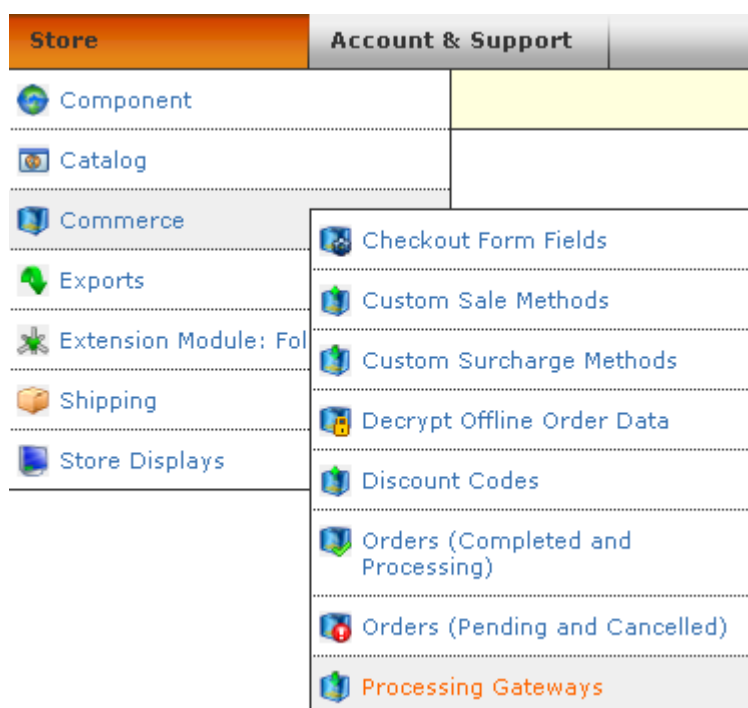 Store
Account & Support
Component
Catalog
Commerce
Exports
Extension Module: Fol
Shipping
Store Displays
Checkout Form Fields
Custom Sale Methods
Custom Surcharge Methods
Decrypt Offline Order Data
Discount Codes
Orders (Completed and
Processing)
Orders (Pending and Cancelled)
Processing Gateways